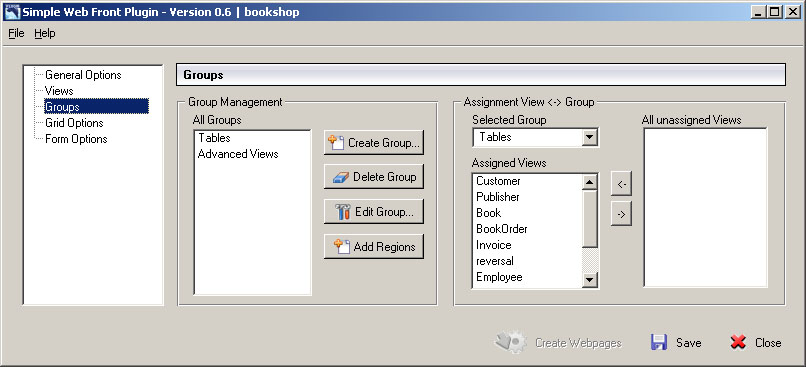 Simple Web Front Plugin - Version 0.6 | bookshop
File Help
General Options
Views
Groups
Grid Options
Form Options
Groups
Group Management
All Groups
Tables
Advanced Views
Create Group...
Delete Group
Edit Group...
Add Regions
Assignment View <-> Group
Selected Group
Tables
Assigned Views
Customer
Publisher
Book
BookOrder
Invoice
reversal
Employee
<-
->
All unassigned Views
Create Webpages
Save
Close